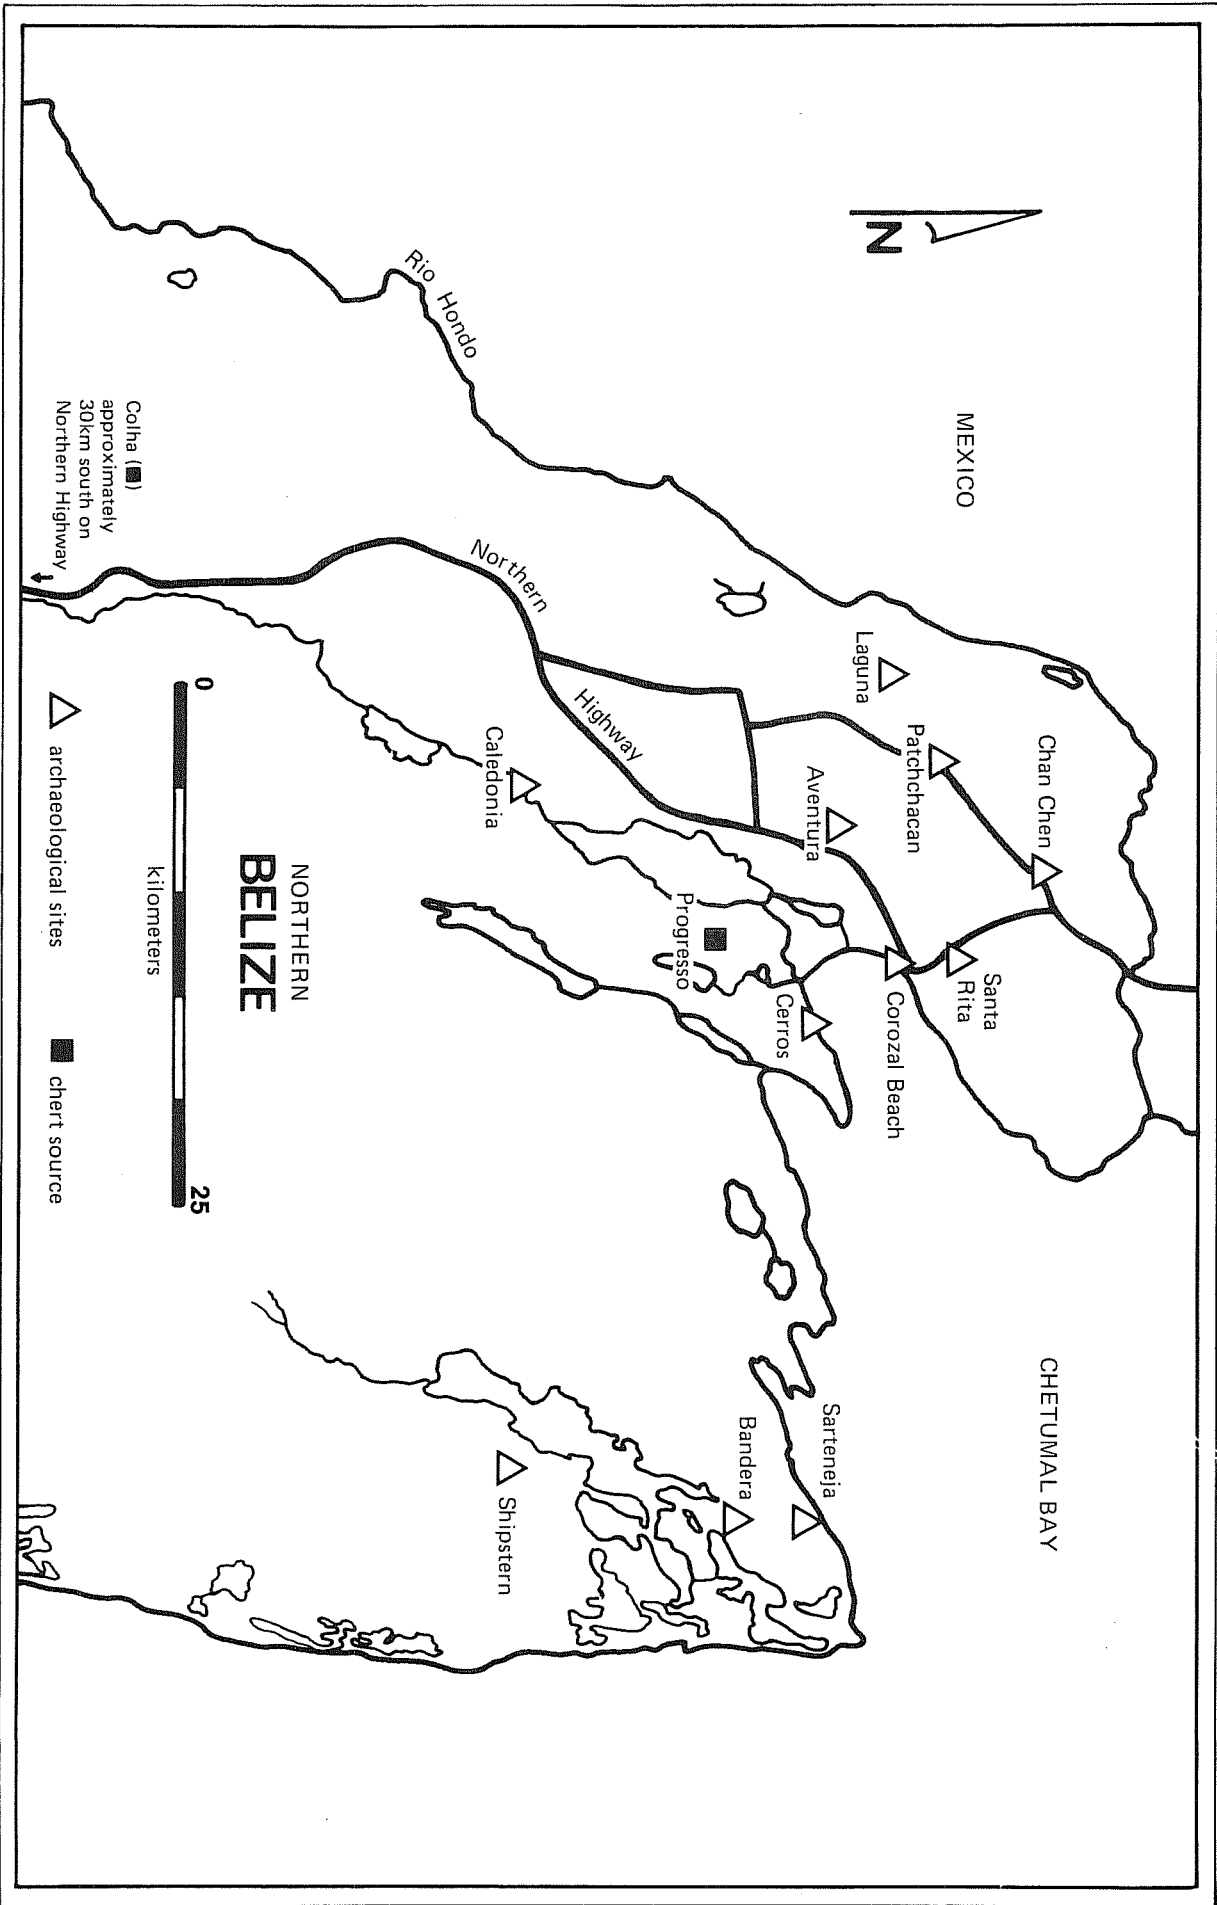 N
MEXICO
CHETUMAL BAY
Rio Hondo
Chan Chen
Santa
Rita
Patchchacan
Laguna
Corozal Beach
Aventura
Cerros
Sarteneja
Bandera
Progresso
Northern
Highway
Caledonia
Shipstern
NORTHERN
BELIZE
Colha (■)
approximately
30km south on
Northern Highway
0
25
kilometers
archaeological sites
chert source